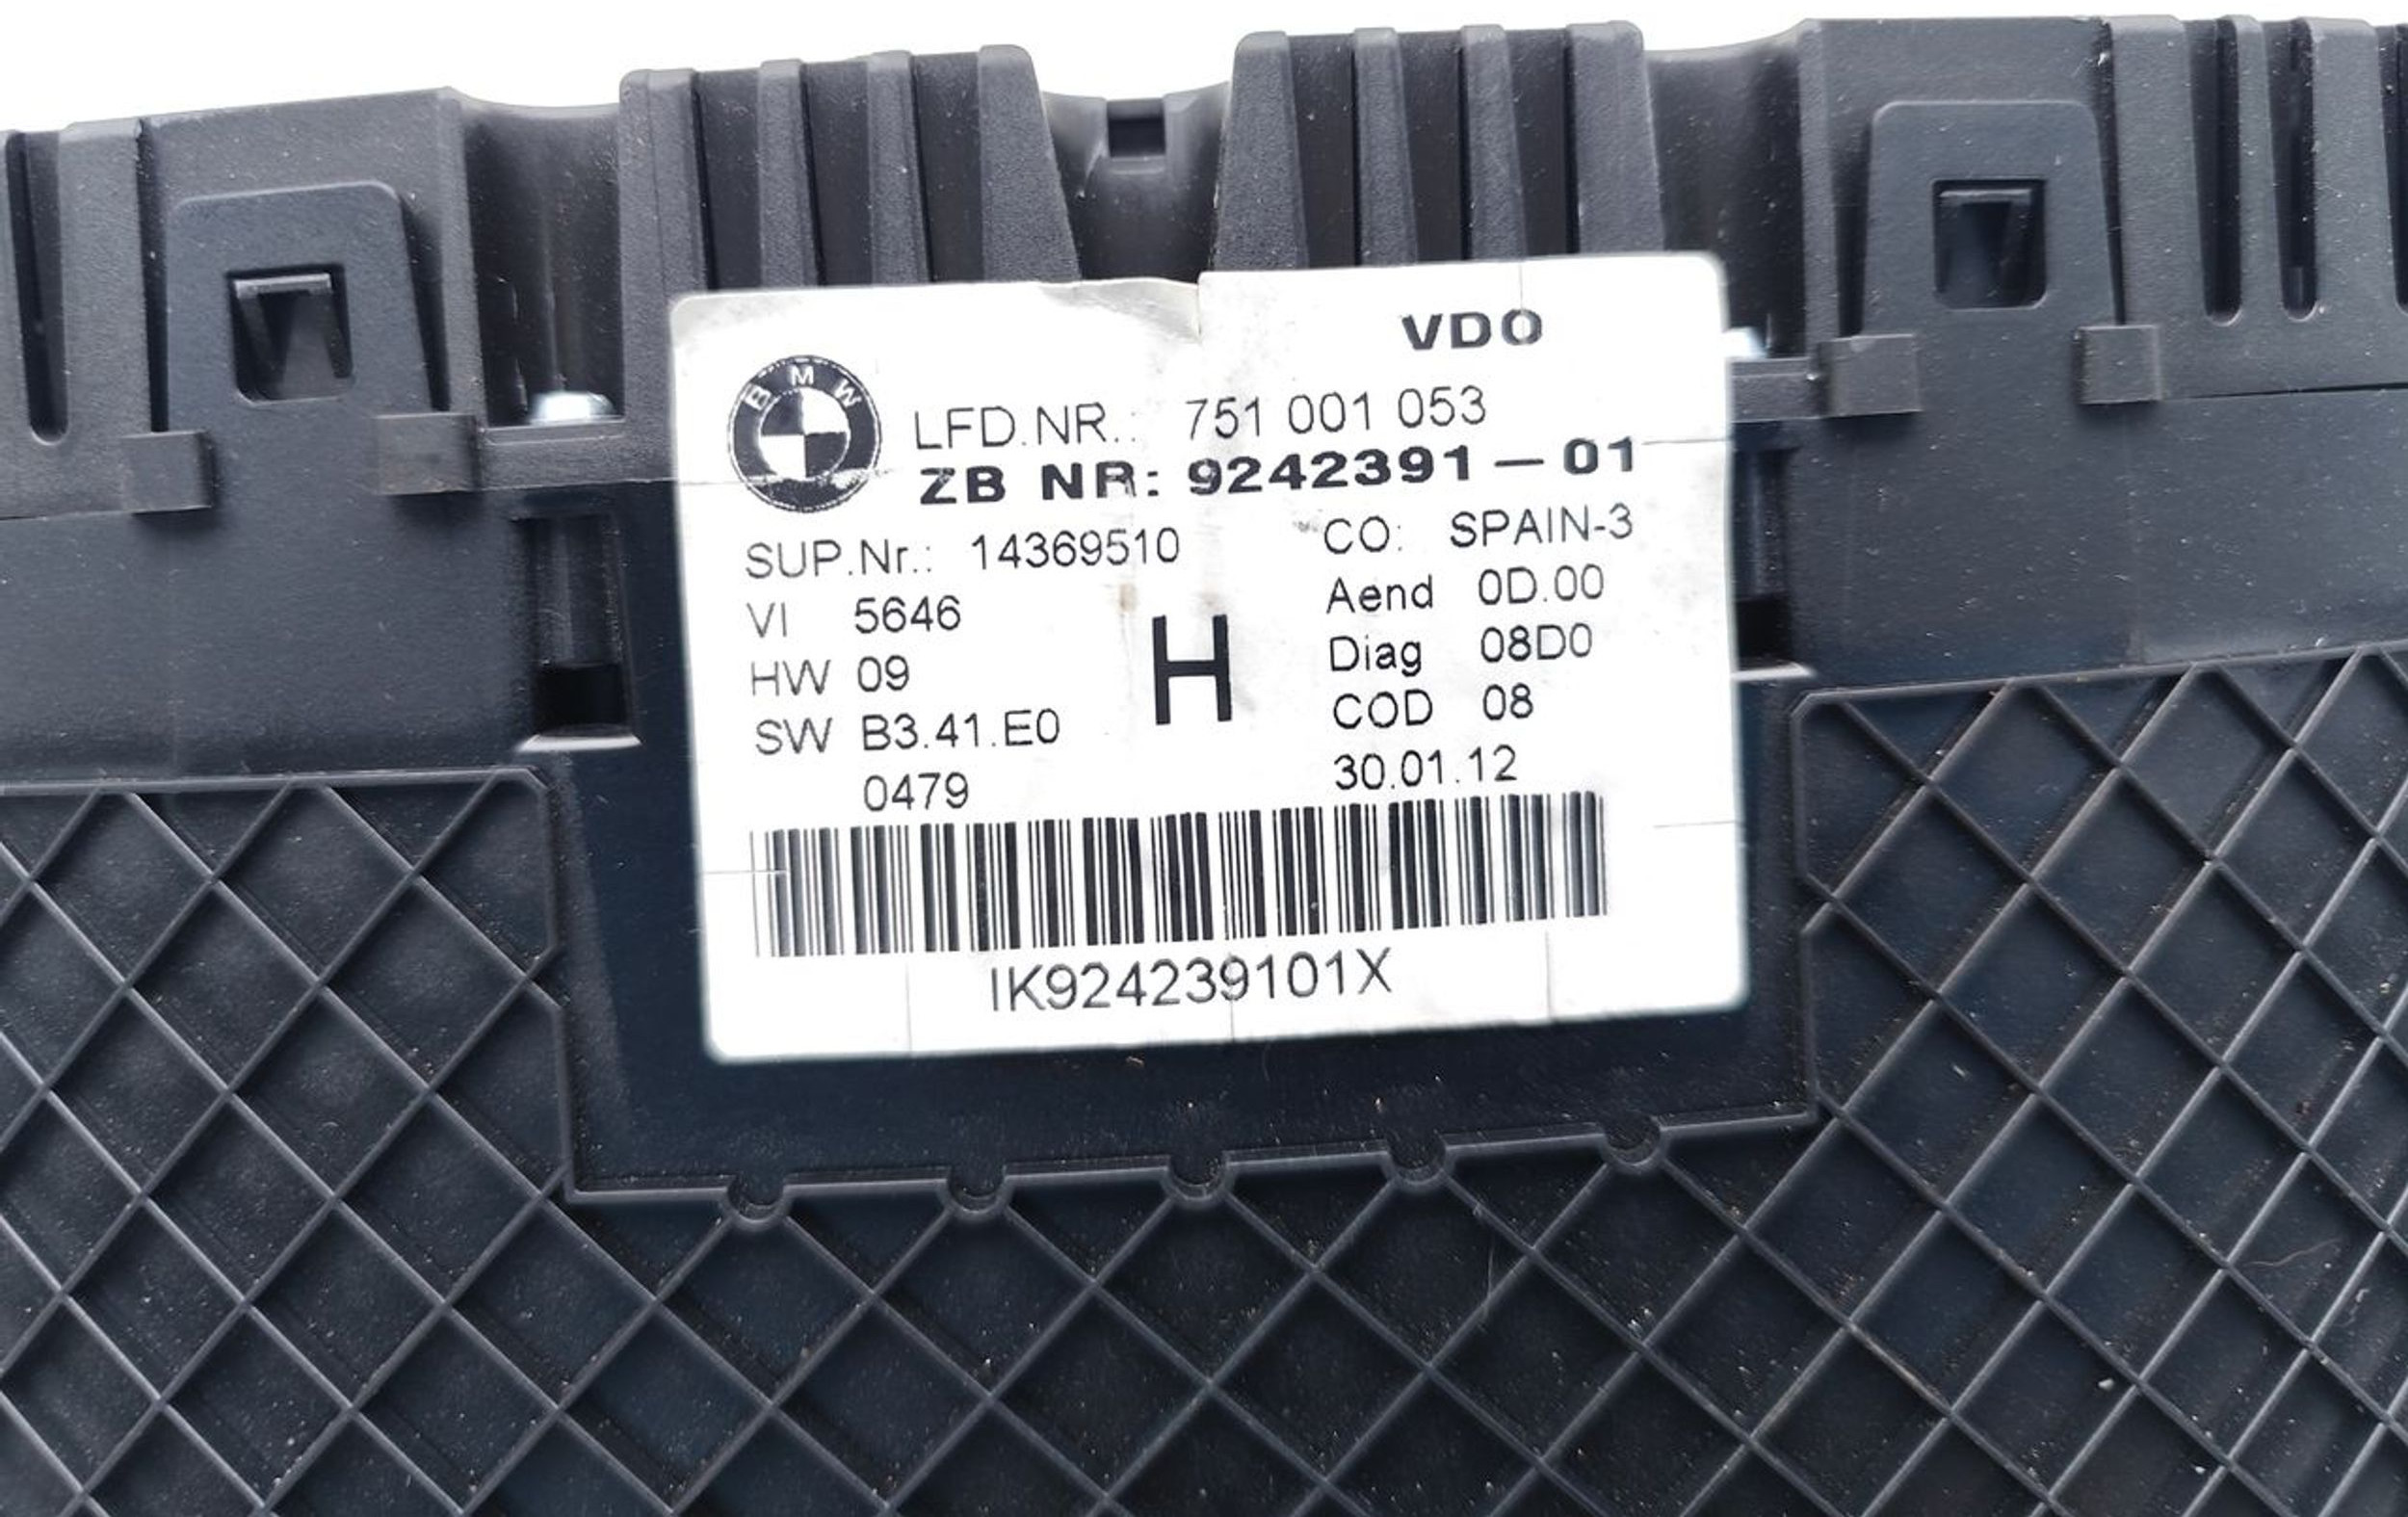 VDO
BMW
LFD.NR.: 751 001 053
ZB NR: 9242391 – 01
SUP.Nr.: 14369510 CO: SPAIN-3
VI 5646 Aend 0D.00
HW 09 H Diag 08D0
SW B3.41.E0 COD 08
0479 30.01.12
IK924239101X